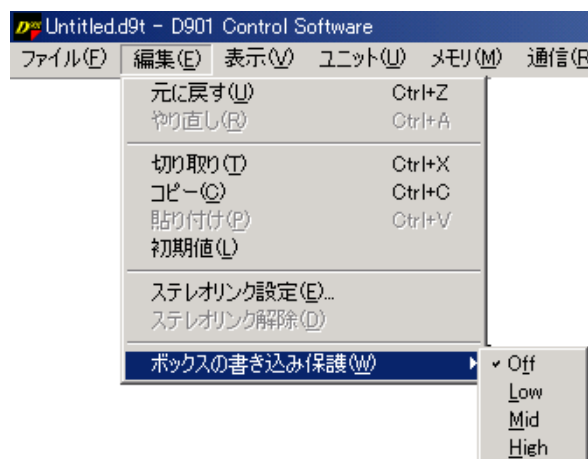 Untitled.d9t - D901 Control Software
ファイル(F) 編集(E) 表示(V) ユニット(U) メモリ(M) 通信(R
元に戻す(U) Ctrl+Z
やり直し(R) Ctrl+A
切り取り(T) Ctrl+X
コピー(C) Ctrl+C
貼り付け(P) Ctrl+V
初期値(L)
ステレオリンク設定(E)...
ステレオリンク解除(D)
ボックスの書き込み保護(W)
Off
Low
Mid
High